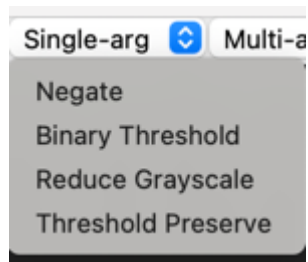 Single-arg Multi-a
Negate
Binary Threshold
Reduce Grayscale
Threshold Preserve